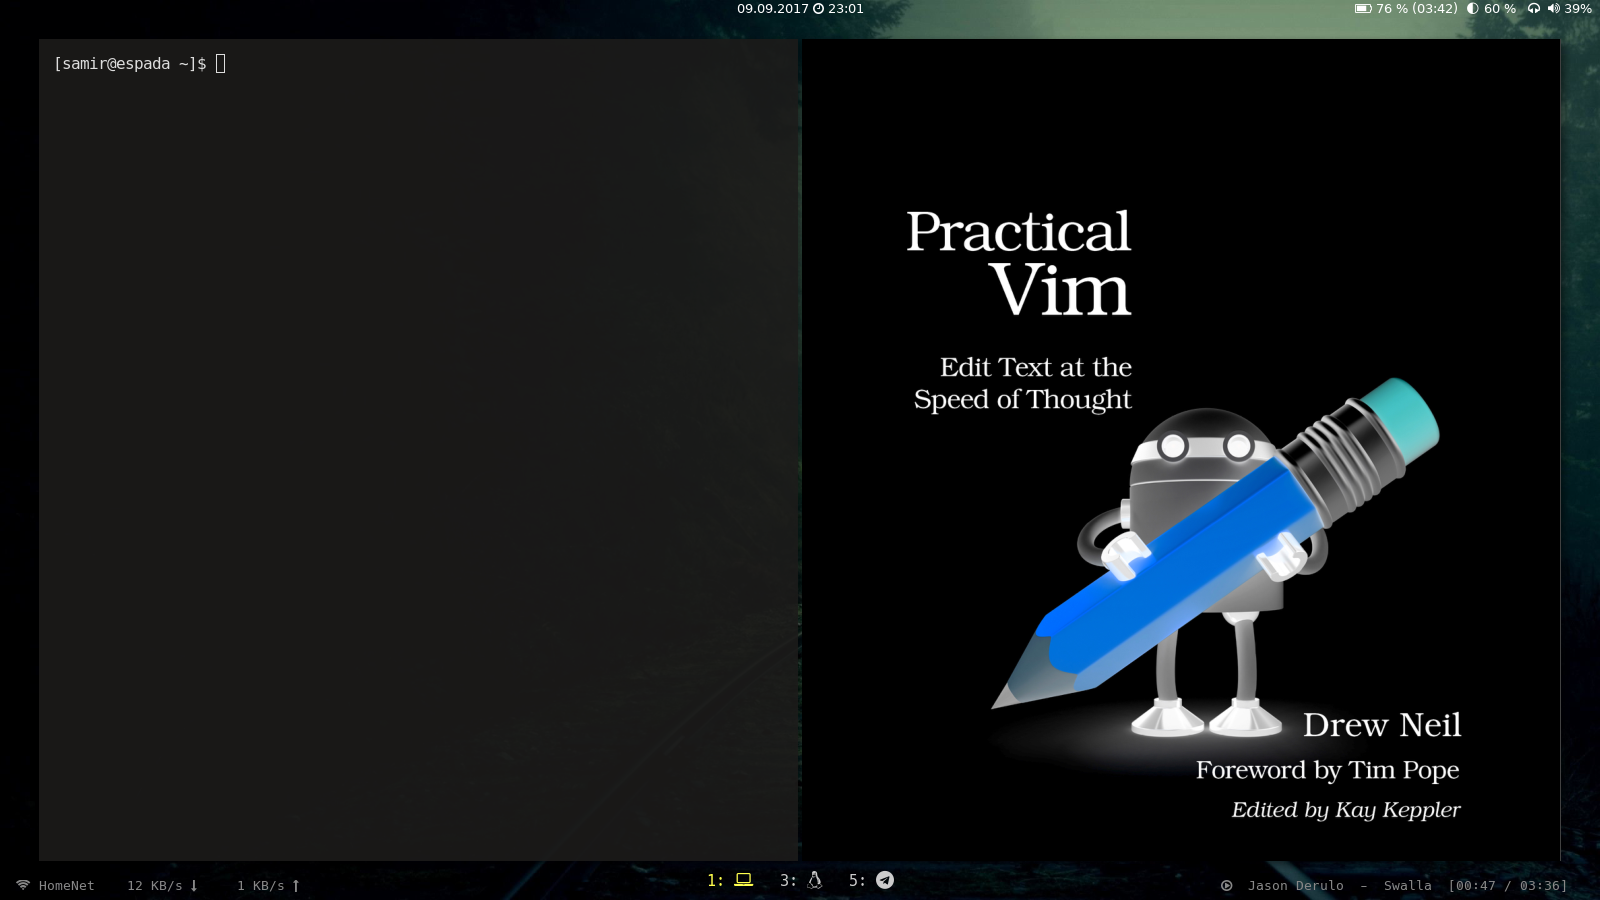 09.09.2017 23:01
76 % (03:42) 60 % 39%
[samir@espada ~]$
Practical
Vim
Edit Text at the
Speed of Thought
Drew Neil
Foreword by Tim Pope
Edited by Kay Keppler
HomeNet 12 KB/s 1 KB/s
1: 3: 5:
Jason Derulo - Swalla [00:47 / 03:36]